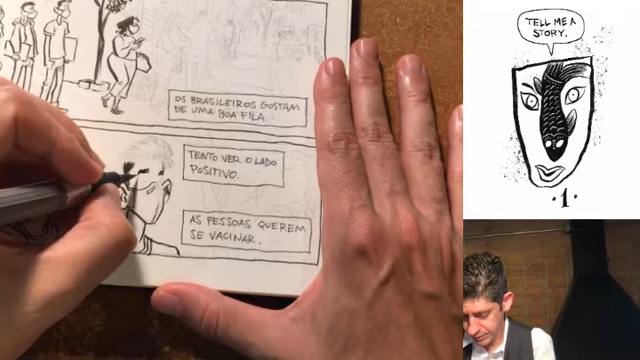 OS BRASILEIROS GOSTAM
DE UMA BOA FILA.
TENTO VER O LADO
POSITIVO.
AS PESSOAS QUEREM
SE VACINAR.
TELL ME A
STORY.
·1·